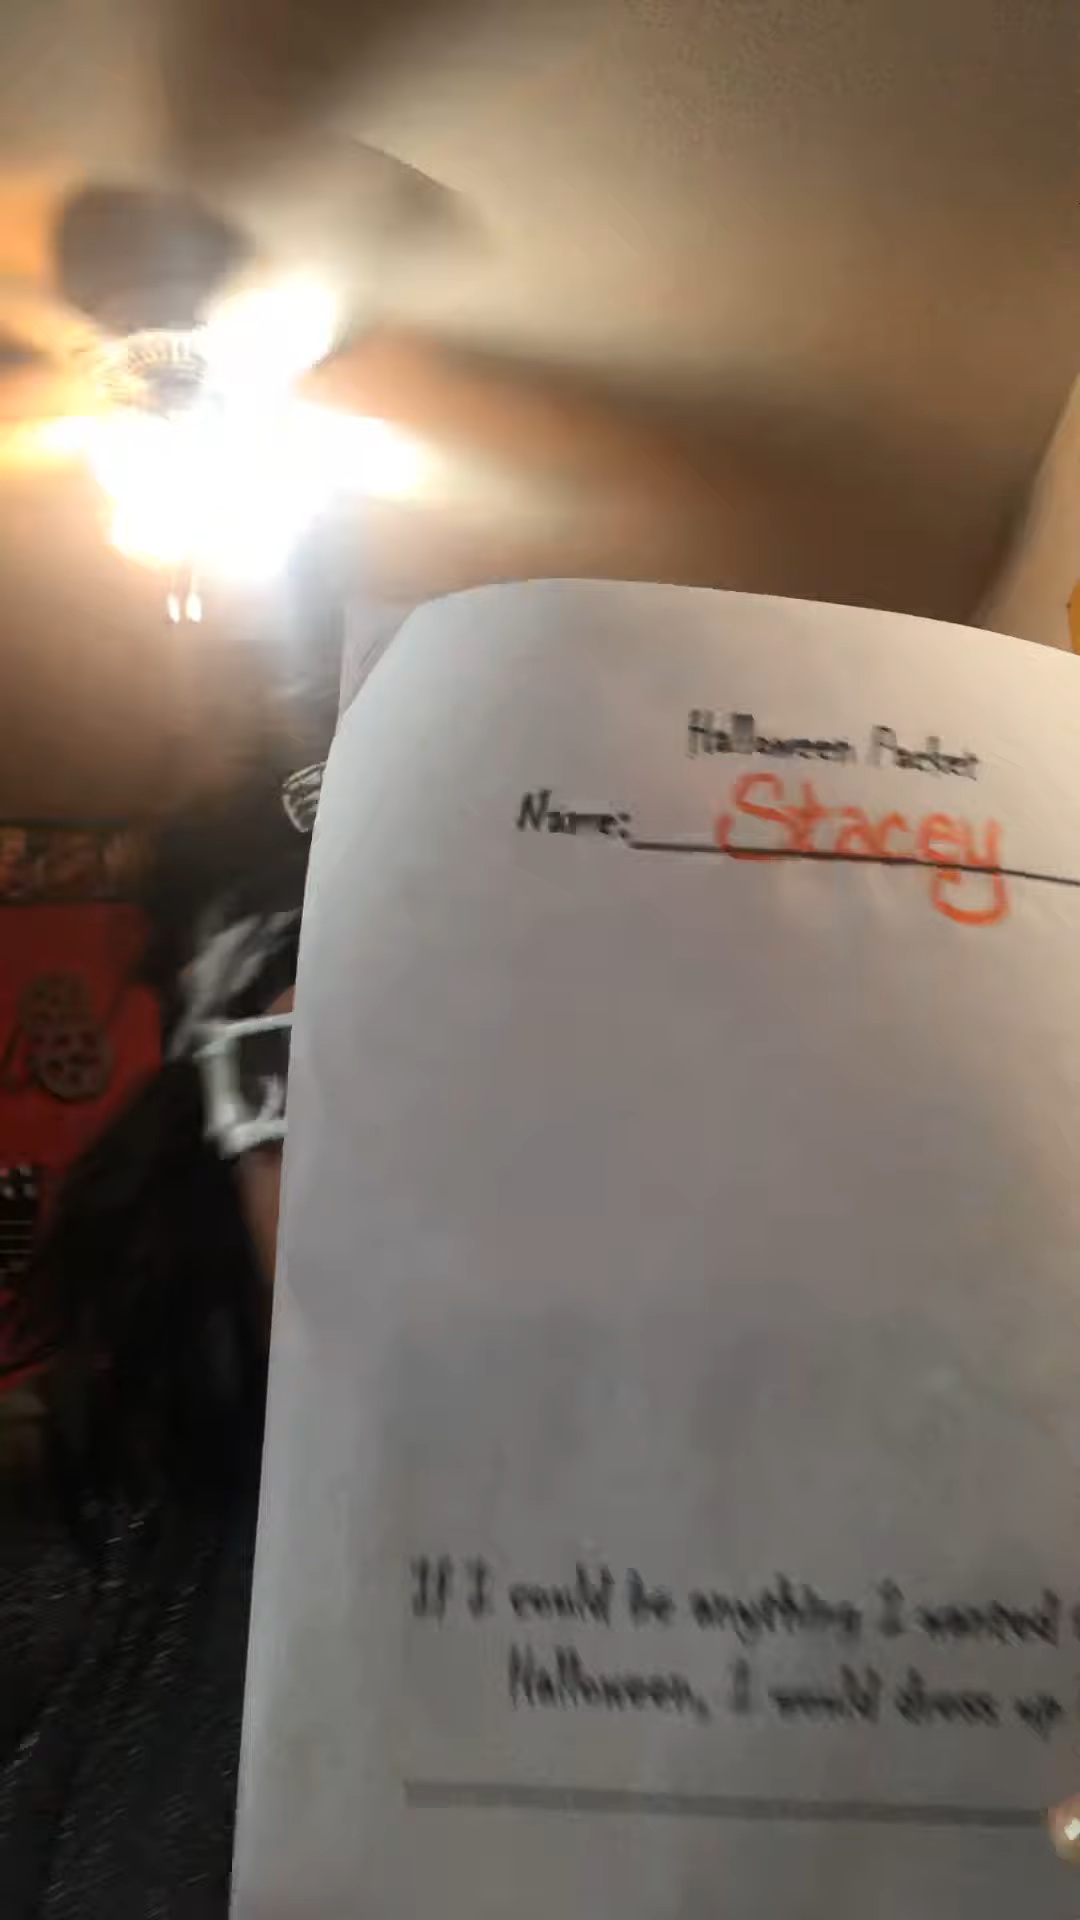 Halloween Packet
Name: Stacey
If I could be anything I wanted
Halloween, I would dress up